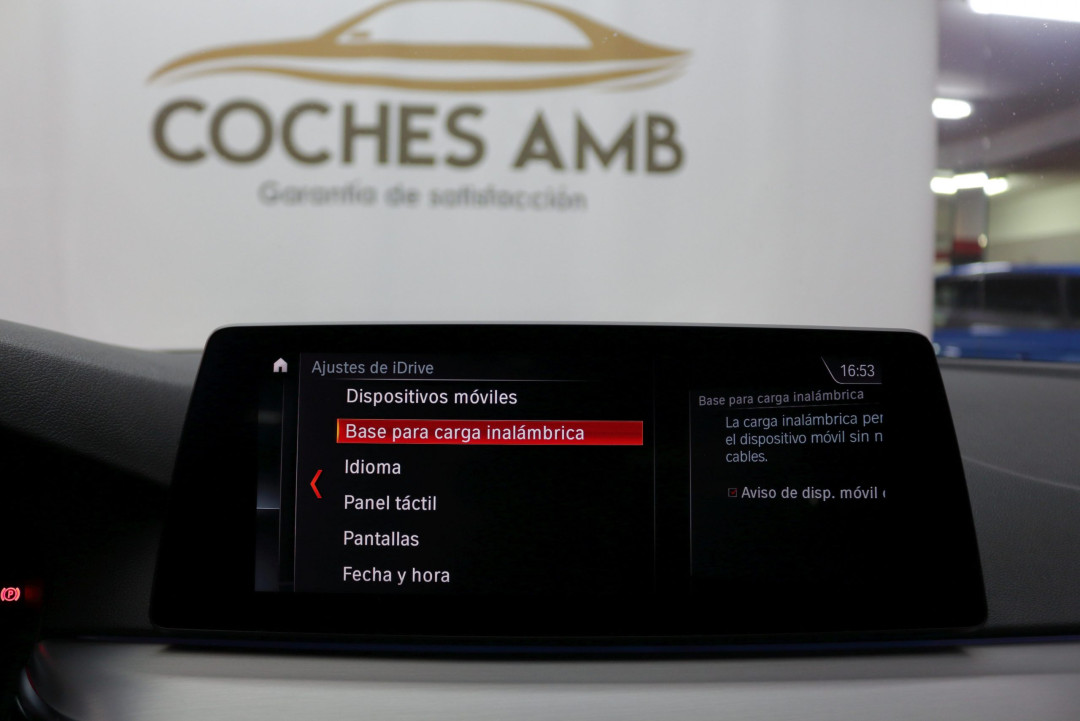 COCHES AMB
Garantía de satisfacción
Ajustes de iDrive
16:53
Dispositivos móviles
Base para carga inalámbrica
Idioma
Panel táctil
Pantallas
Fecha y hora
Base para carga inalámbrica
La carga inalámbrica per
el dispositivo móvil sin n
cables.
Aviso de disp. móvil